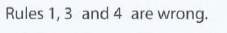 Rules 1, 3 and 4 are wrong.